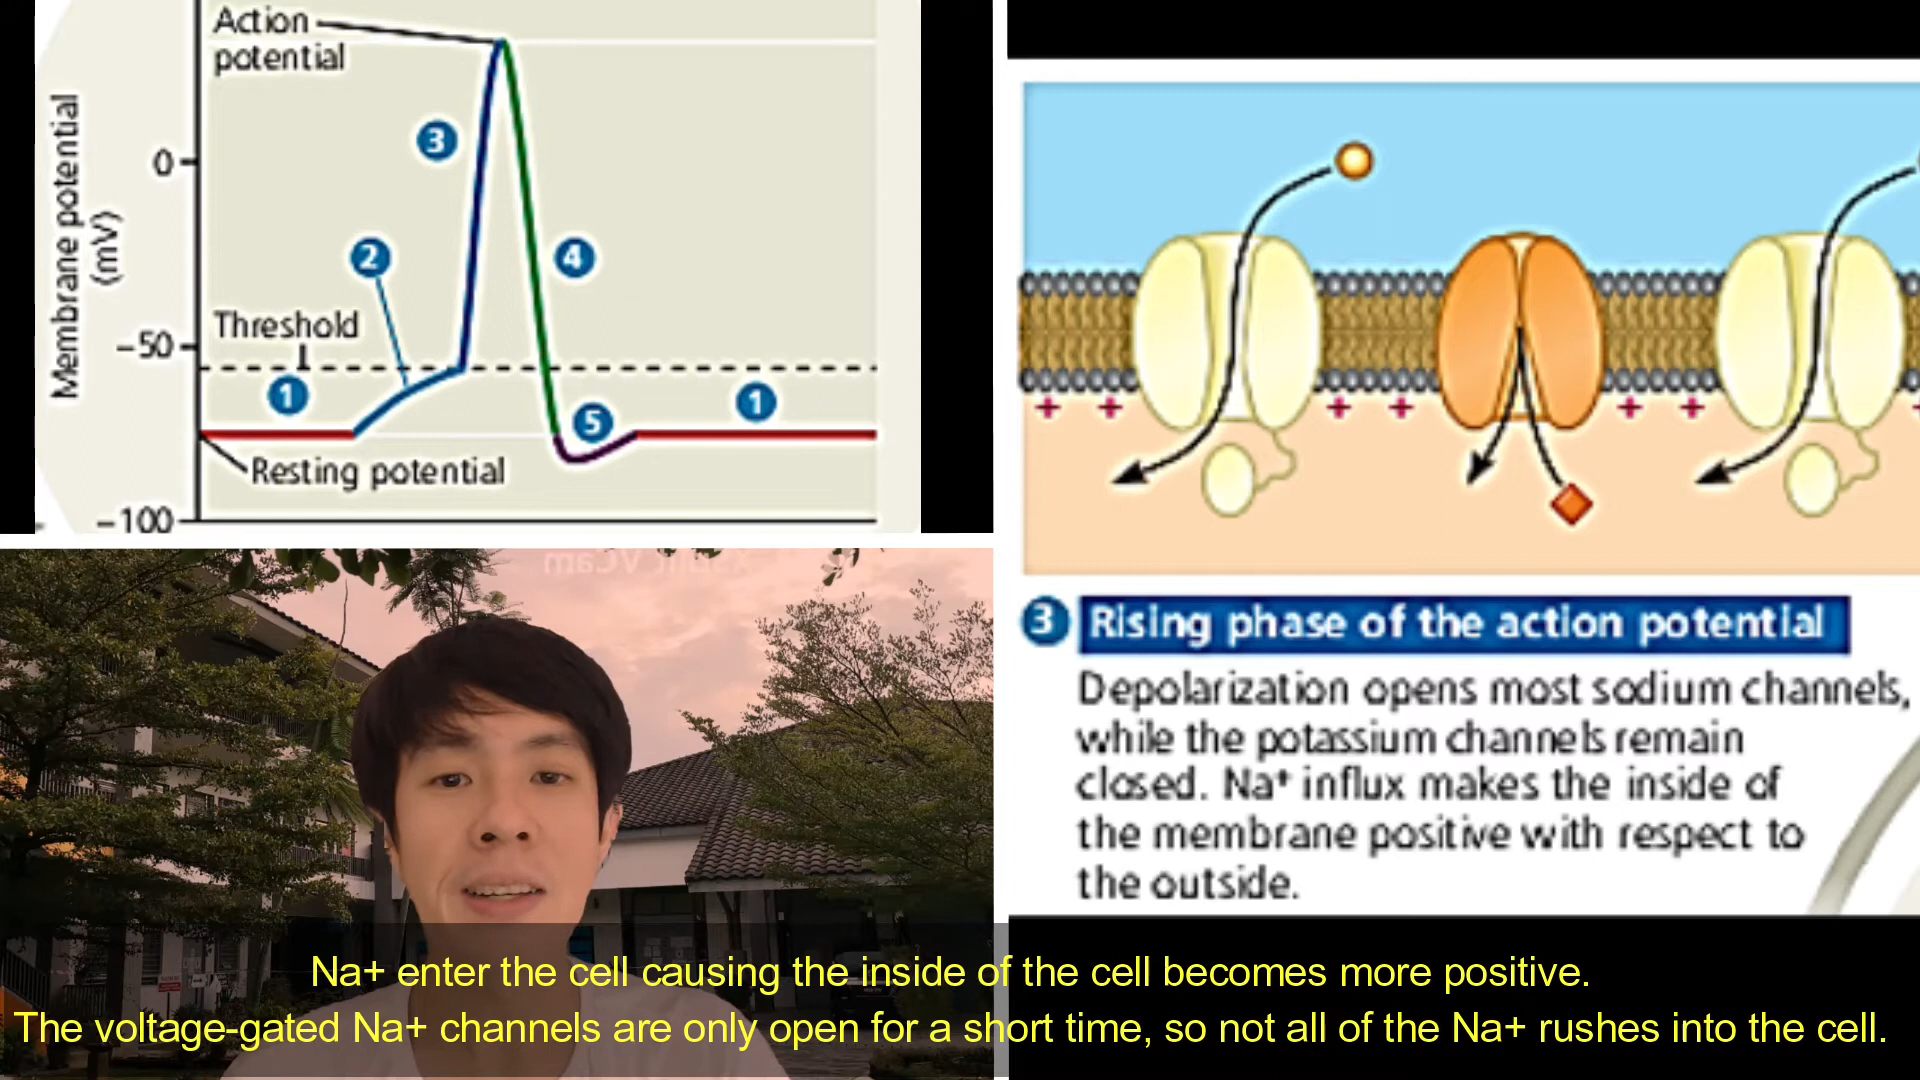 Action
potential
Membrane potential
(mV)
0
−50
−100
3
2
4
Threshold
1
5
1
Resting potential
XSplit VCam
+ + + + + +
3 Rising phase of the action potential
Depolarization opens most sodium channels,
while the potassium channels remain
closed. Na⁺ influx makes the inside of
the membrane positive with respect to
the outside.
Na+ enter the cell causing the inside of the cell becomes more positive.
The voltage-gated Na+ channels are only open for a short time, so not all of the Na+ rushes into the cell.